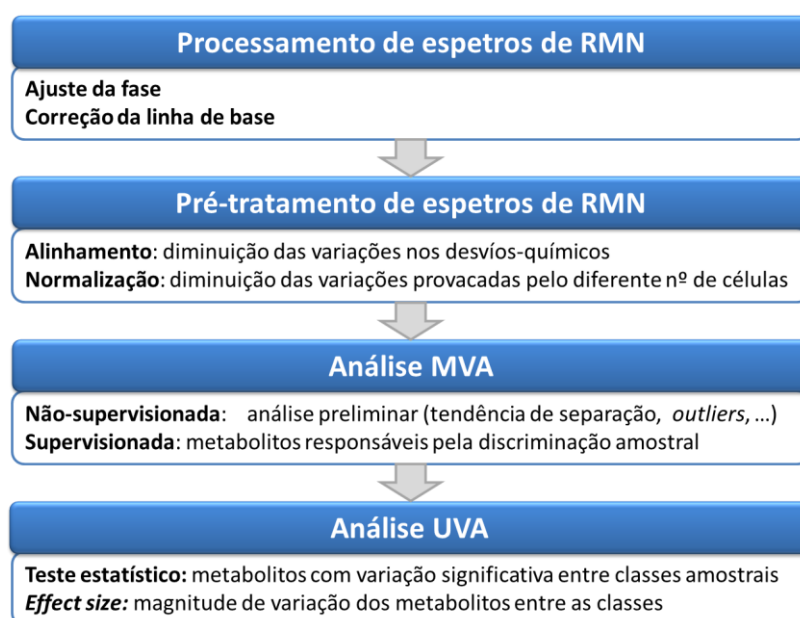 Processamento de espetros de RMN
Ajuste da fase
Correção da linha de base
Pré-tratamento de espetros de RMN
Alinhamento: diminuição das variações nos desvíos-químicos
Normalização: diminuição das variações provacadas pelo diferente nº de células
Análise MVA
Não-supervisionada: análise preliminar (tendência de separação, outliers, ...)
Supervisionada: metabolitos responsáveis pela discriminação amostral
Análise UVA
Teste estatístico: metabolitos com variação significativa entre classes amostrais
Effect size: magnitude de variação dos metabolitos entre as classes